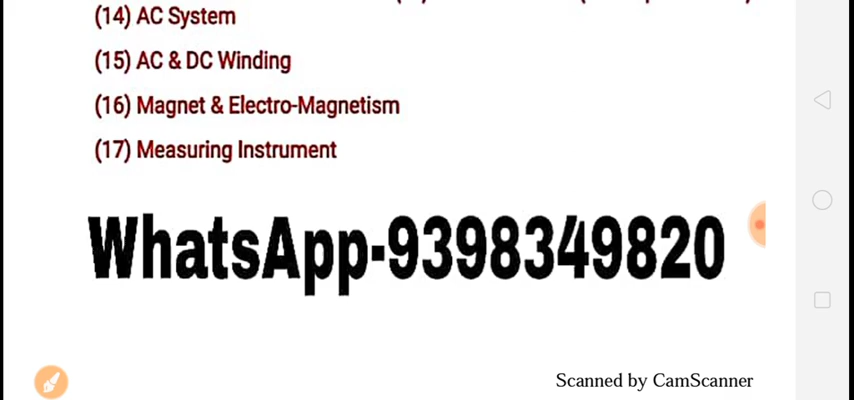 (14) AC System
(15) AC & DC Winding
(16) Magnet & Electro-Magnetism
(17) Measuring Instrument
WhatsApp-9398349820
Scanned by CamScanner